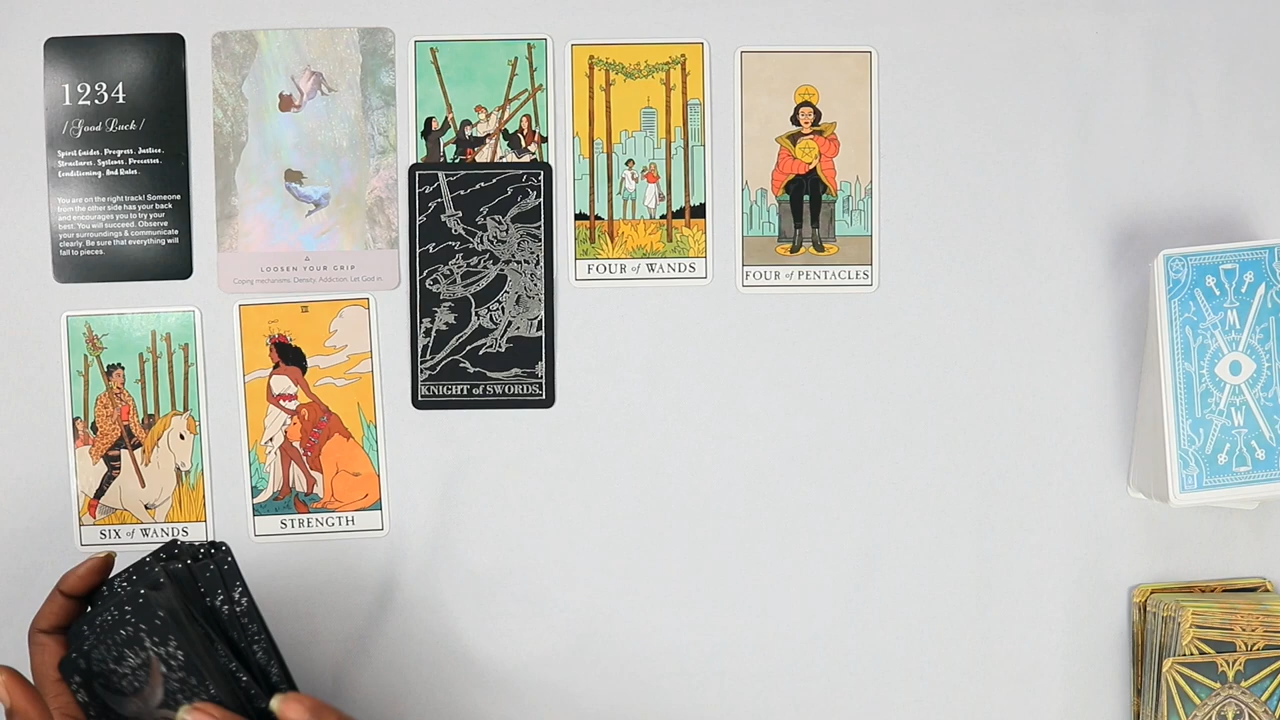 1234
/ Good Luck /
Spirit Guides. Progress. Justice.
Structures. Systems. Processes.
Conditioning. And Rules.
You are on the right track! Someone
from the other side has your back
and encourages you to try your
best. You will succeed. Observe
your surroundings & communicate
clearly. Be sure that everything will
fall to pieces.
LOOSEN YOUR GRIP
Coping mechanisms. Density. Addiction. Let God in.
KNIGHT of SWORDS.
FOUR of WANDS
FOUR of PENTACLES
SIX of WANDS
VIII
STRENGTH
M
W